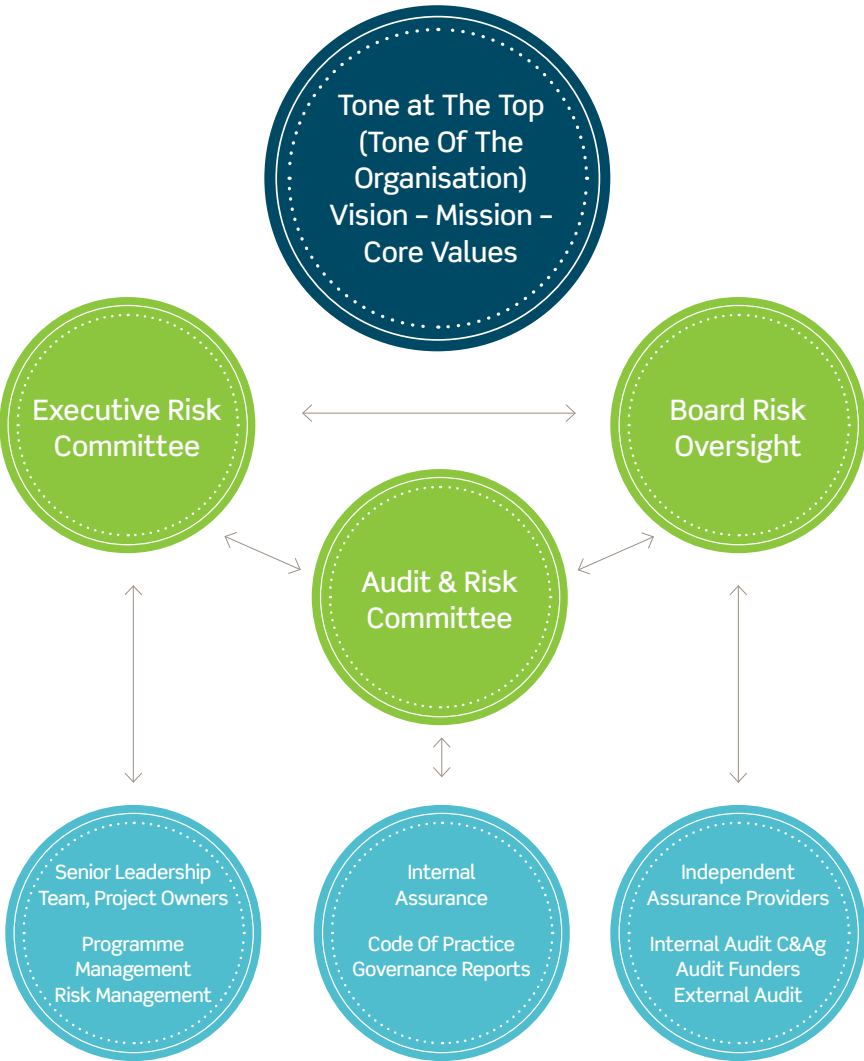 Tone at The Top
(Tone Of The
Organisation)
Vision – Mission –
Core Values
Executive Risk
Committee
Board Risk
Oversight
Audit & Risk
Committee
Senior Leadership
Team, Project Owners
Programme
Management
Risk Management
Internal
Assurance
Code Of Practice
Governance Reports
Independent
Assurance Providers
Internal Audit C&Ag
Audit Funders
External Audit